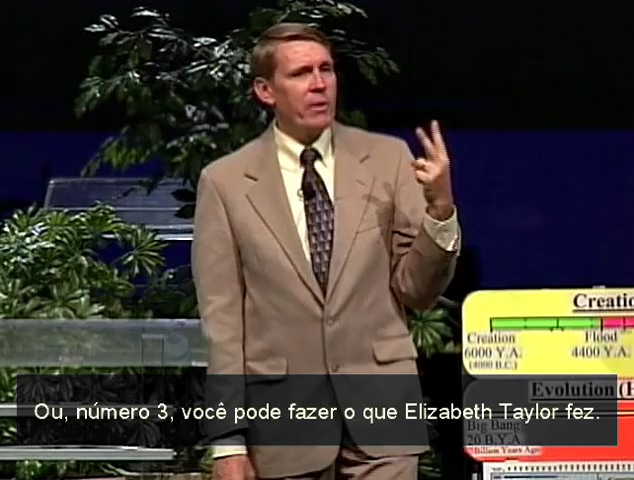 Creatio
Creation
Flood
6000 Y.A.
4400 Y.A.
(4000 B.C.)
Ou, número 3, você pode fazer o que Elizabeth Taylor fez.
Evolution (B
Big Bang
20 B.Y.A.
Billion Years Ago)